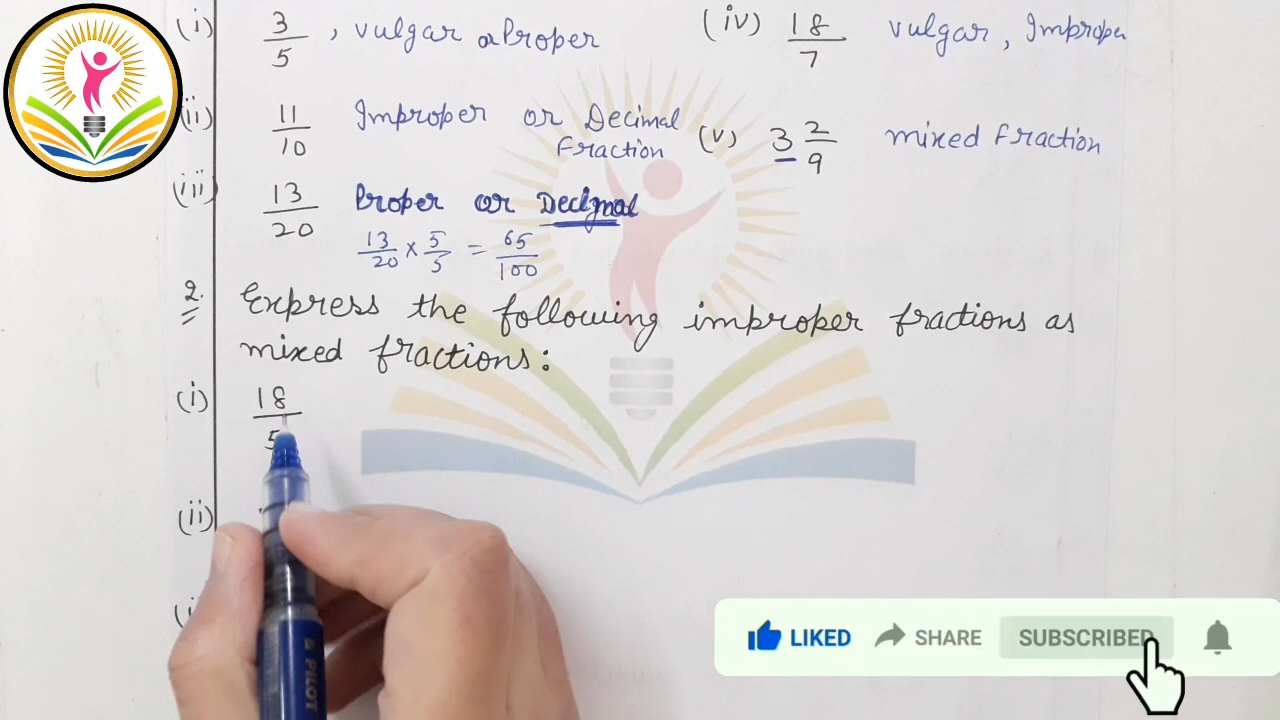 (i) 3/5 , vulgar or Proper
(iv) 18/7 vulgar, Improper
(ii) 11/10 Improper or Decimal Fraction
(v) 3 2/9 mixed fraction
(iii) 13/20 Proper or Decimal
13/20 × 5/5 = 65/100
2. Express the following improper fractions as
mixed fractions:
(i) 18/5
(ii)
LIKED SHARE SUBSCRIBED
PILOT